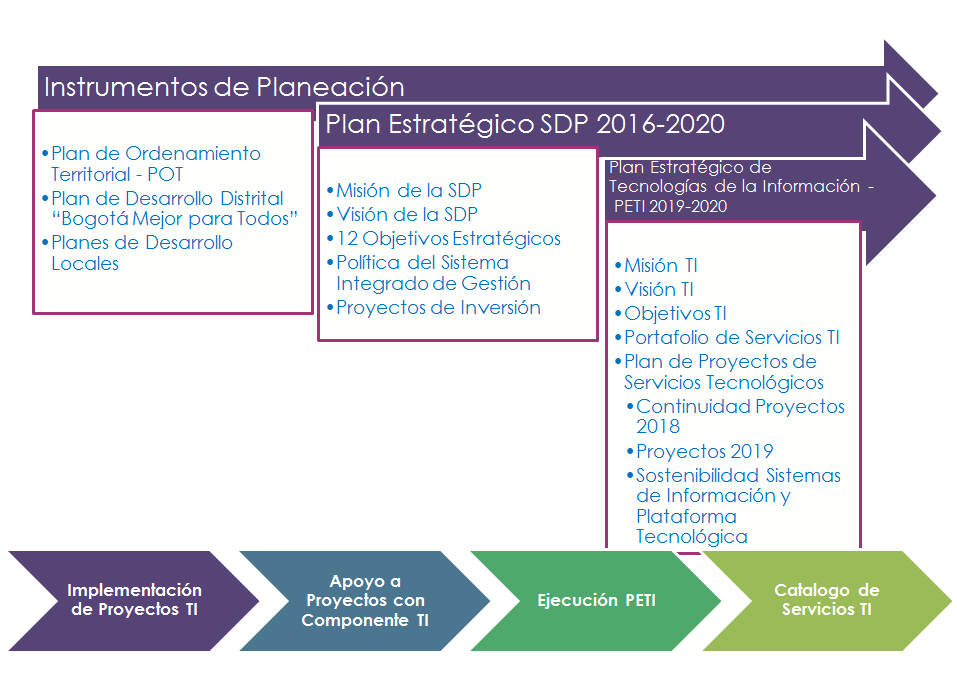 Instrumentos de Planeación
•Plan de Ordenamiento
Territorial - POT
•Plan de Desarrollo Distrital
“Bogotá Mejor para Todos”
•Planes de Desarrollo
Locales
Plan Estratégico SDP 2016-2020
•Misión de la SDP
•Visión de la SDP
•12 Objetivos Estratégicos
•Política del Sistema
Integrado de Gestión
•Proyectos de Inversión
Plan Estratégico de
Tecnologías de la Información -
PETI 2019-2020
•Misión TI
•Visión TI
•Objetivos TI
•Portafolio de Servicios TI
•Plan de Proyectos de
Servicios Tecnológicos
•Continuidad Proyectos
2018
•Proyectos 2019
•Sostenibilidad Sistemas
de Información y
Plataforma
Tecnológica
Implementación
de Proyectos TI
Apoyo a
Proyectos con
Componente TI
Ejecución PETI
Catalogo de
Servicios TI